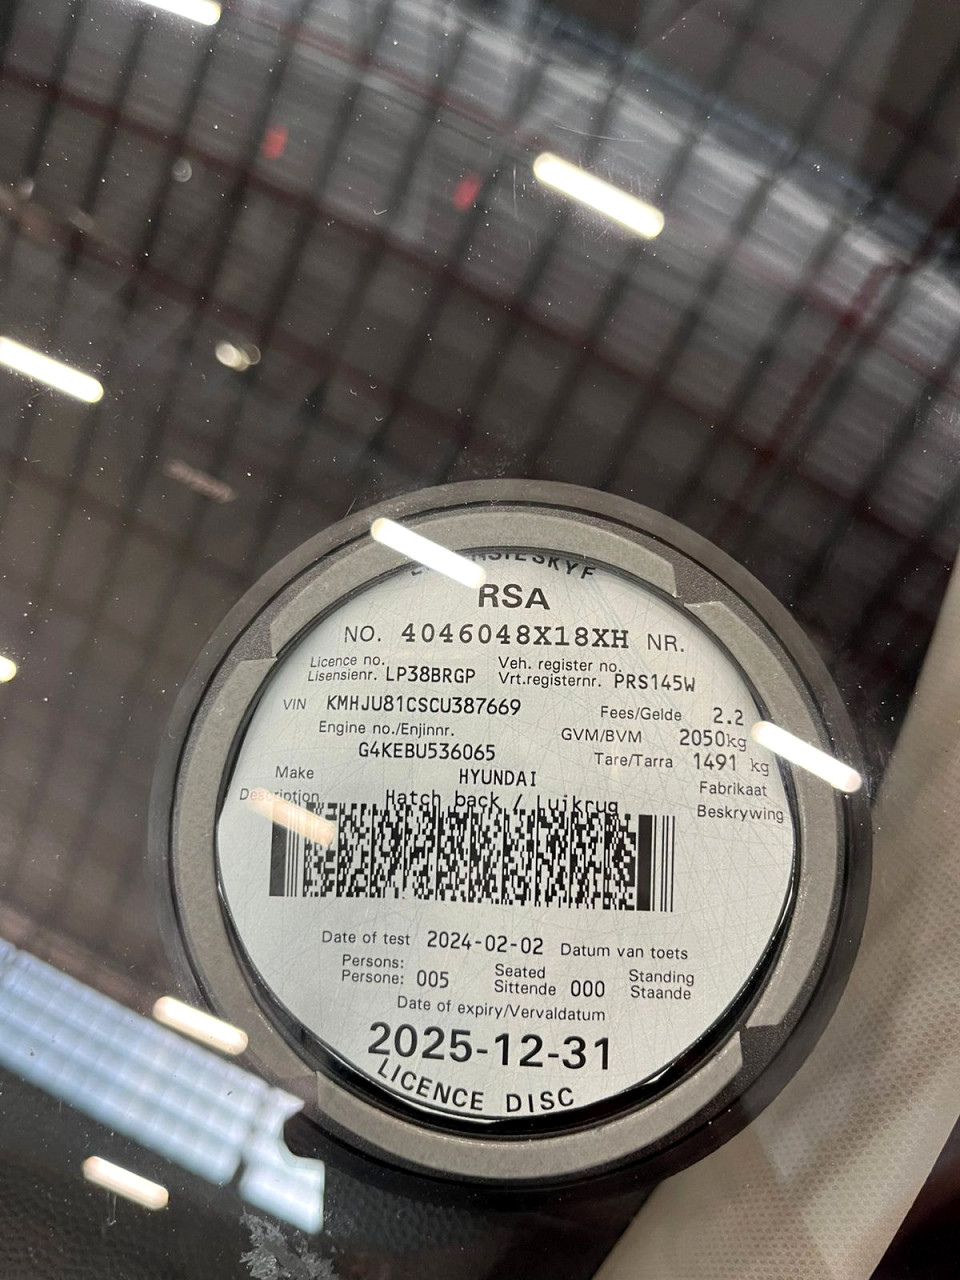 RSA
NO. 4046048X18XH NR.
Licence no. Veh. register no.
Lisensienr. LP38BRGP Vrt.registernr. PRS145W
VIN KMHJU81CSCU387669 Fees/Gelde 2.2
Engine no./Enjinnr. GVM/BVM 2050kg
G4KEBU536065 Tare/Tarra 1491 kg
Make HYUNDAI Fabrikaat
Description Hatch back / Luikrug Beskrywing
Date of test 2024-02-02 Datum van toets
Persons: Seated Standing
Persone: 005 Sittende 000 Staande
Date of expiry/Vervaldatum
2025-12-31
LICENCE DISC